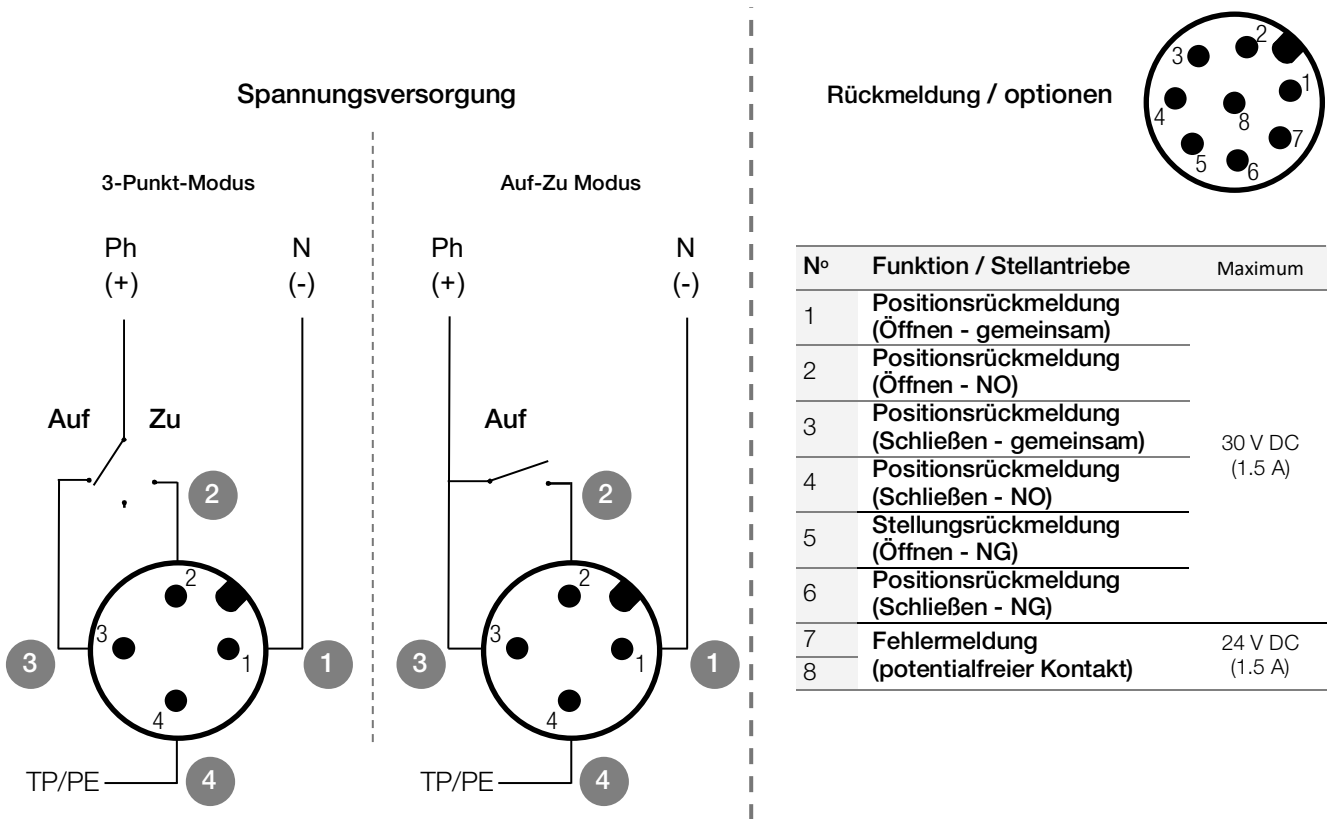 Spannungsversorgung
3-Punkt-Modus
Ph
(+)
N
(-)
Auf
Zu
2
2
3
1
4
3
1
TP/PE
4
Auf-Zu Modus
Ph
(+)
N
(-)
Auf
2
2
3
1
4
3
1
TP/PE
4
Rückmeldung / optionen
2
3
1
4
8
7
5
6
Nº Funktion / Stellantriebe Maximum
1 Positionsrückmeldung
(Öffnen - gemeinsam)
2 Positionsrückmeldung
(Öffnen - NO)
3 Positionsrückmeldung
(Schließen - gemeinsam)
4 Positionsrückmeldung
(Schließen - NO)
5 Stellungsrückmeldung
(Öffnen - NG)
6 Positionsrückmeldung
(Schließen - NG)
30 V DC
(1.5 A)
7 Fehlermeldung
8 (potentialfreier Kontakt)
24 V DC
(1.5 A)